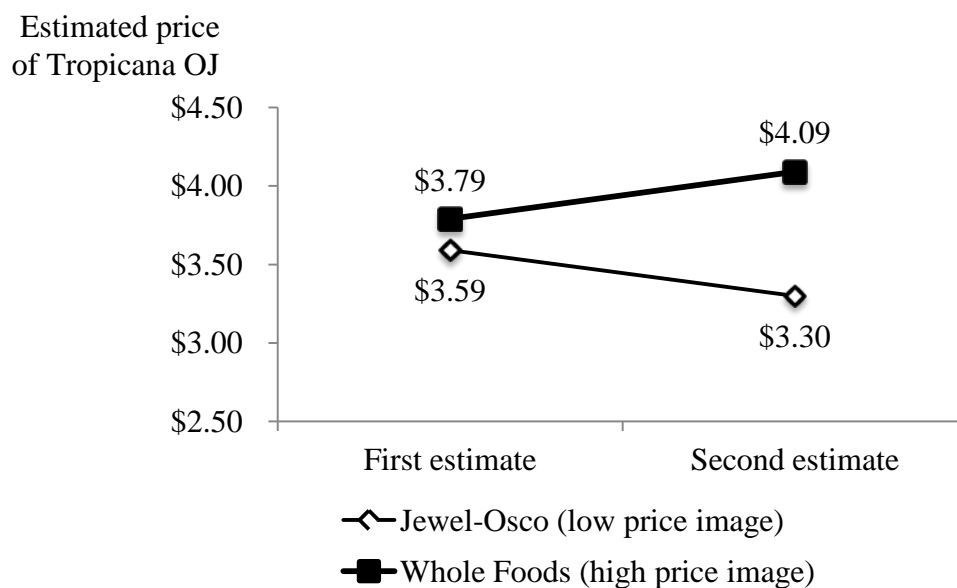 Estimated price
of Tropicana OJ
$4.50
$4.09
$3.79
$4.00
$3.50
$3.59
$3.00
$3.30
$2.50
First estimate
Second estimate
Jewel-Osco (low price image)
Whole Foods (high price image)